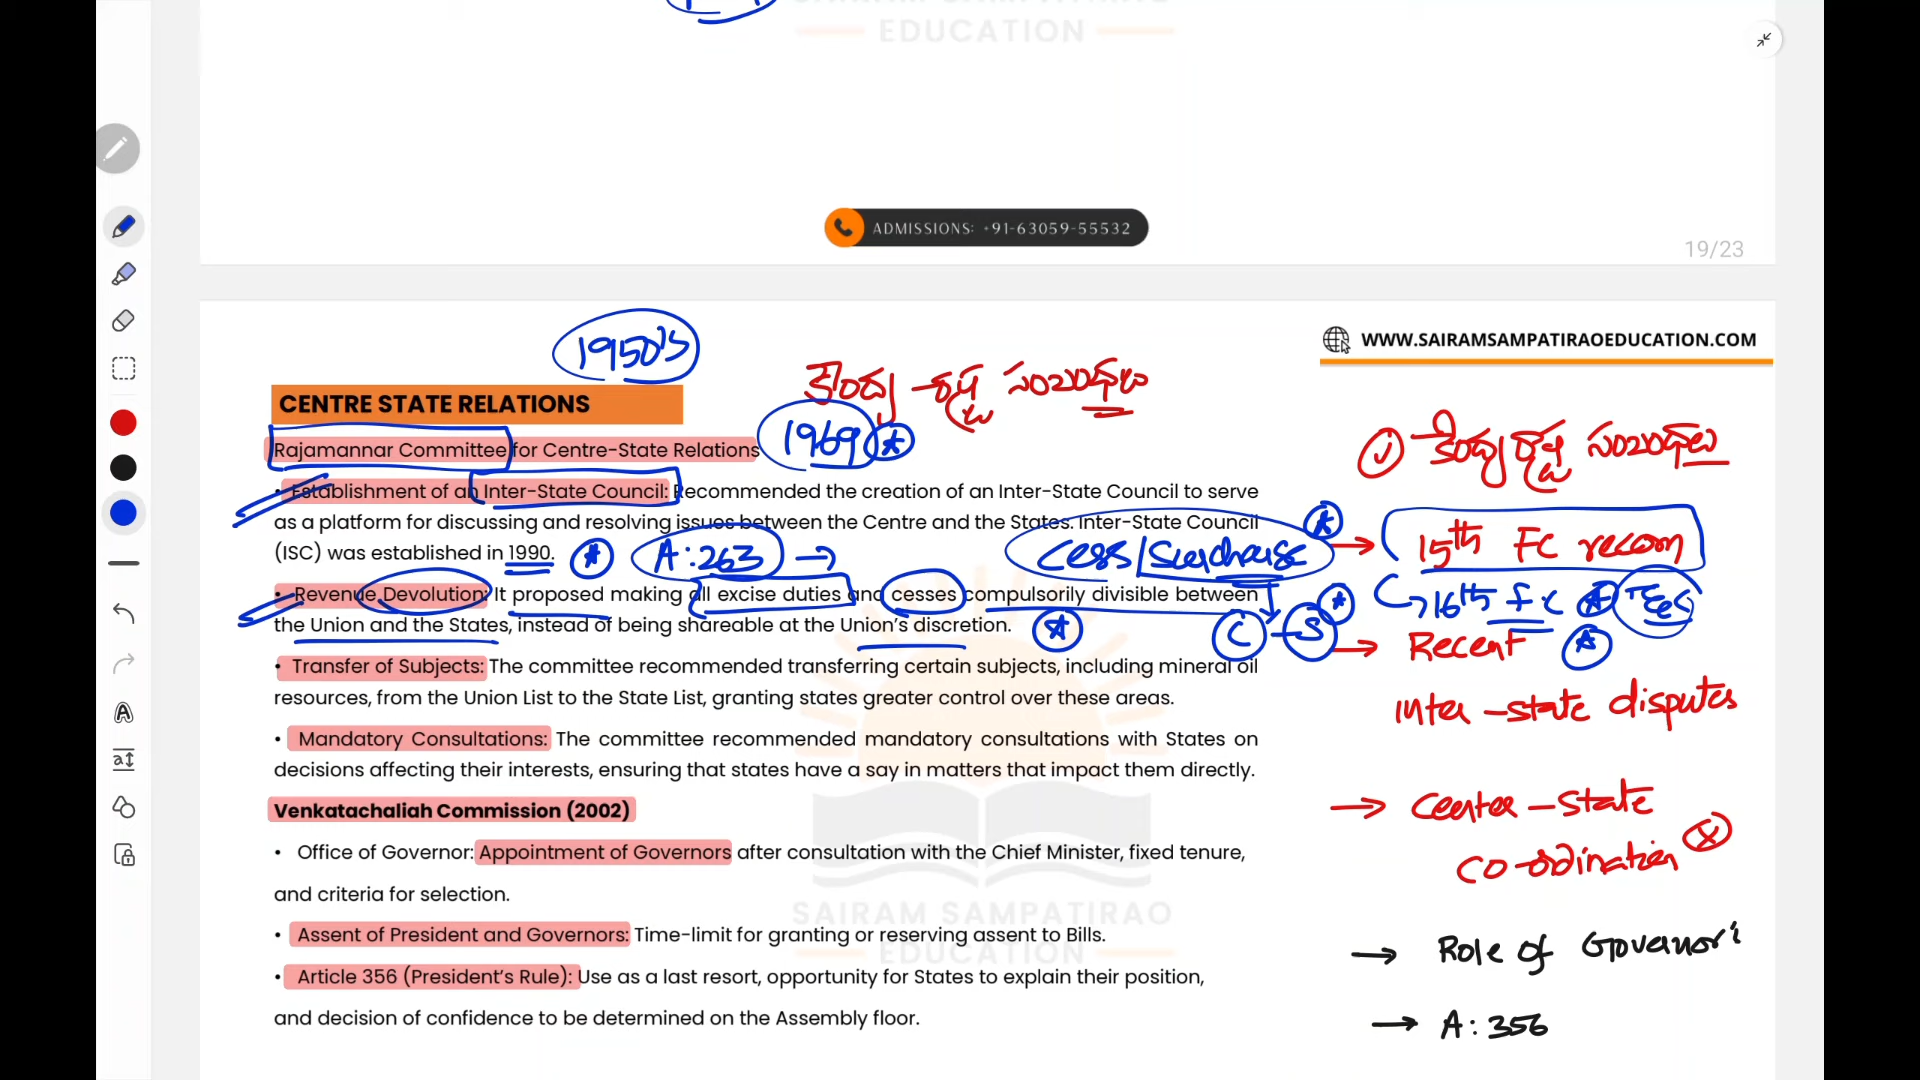 EDUCATION
ADMISSIONS: +91-63059-55532
19/23
WWW.SAIRAMSAMPATIRAOEDUCATION.COM
1950's
కేంద్ర - రాష్ట్ర సంబంధాలు
CENTRE STATE RELATIONS
Rajamannar Committee for Centre-State Relations
1969
• Establishment of an Inter-State Council: Recommended the creation of an Inter-State Council to serve
as a platform for discussing and resolving issues between the Centre and the States. Inter-State Council
(ISC) was established in 1990.
A:263 →
Cess/Surcharge
• Revenue Devolution: It proposed making all excise duties and cesses compulsorily divisible between
the Union and the States, instead of being shareable at the Union's discretion.
C - S
• Transfer of Subjects: The committee recommended transferring certain subjects, including mineral oil
resources, from the Union List to the State List, granting states greater control over these areas.
• Mandatory Consultations: The committee recommended mandatory consultations with States on
decisions affecting their interests, ensuring that states have a say in matters that impact them directly.
Venkatachaliah Commission (2002)
• Office of Governor: Appointment of Governors after consultation with the Chief Minister, fixed tenure,
and criteria for selection.
• Assent of President and Governors: Time-limit for granting or reserving assent to Bills.
• Article 356 (President's Rule): Use as a last resort, opportunity for States to explain their position,
and decision of confidence to be determined on the Assembly floor.
కేంద్ర రాష్ట్ర సంబంధాలు
→ 15th FC recom
→ 16th FC
→ Recent
Inter-state disputes
→ Center-State
Co-ordination
→ Role of Governor's
→ A:356
SAIRAM SAMPATIRAO
EDUCATION